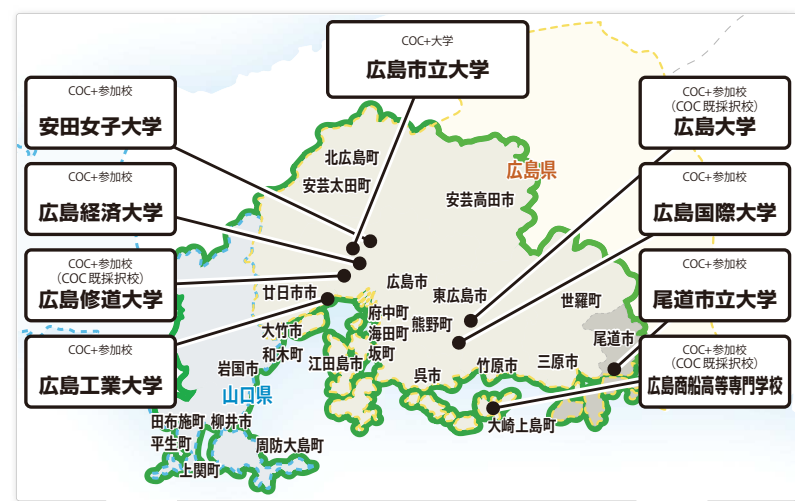 COC+大学
広島市立大学
COC+参加校
安田女子大学
COC+参加校
広島経済大学
COC+参加校
(COC既採択校)
広島修道大学
COC+参加校
広島工業大学
COC+参加校
(COC既採択校)
広島大学
COC+参加校
広島国際大学
COC+参加校
尾道市立大学
COC+参加校
(COC既採択校)
広島商船高等専門学校
北広島町
安芸太田町
広島県
安芸高田市
広島市
東広島市
世羅町
廿日市市
府中町
熊野町
海田町
坂町
尾道市
大竹市
和木町
江田島市
岩国市
呉市
竹原市
三原市
山口県
大崎上島町
田布施町
柳井市
平生町
周防大島町
上関町